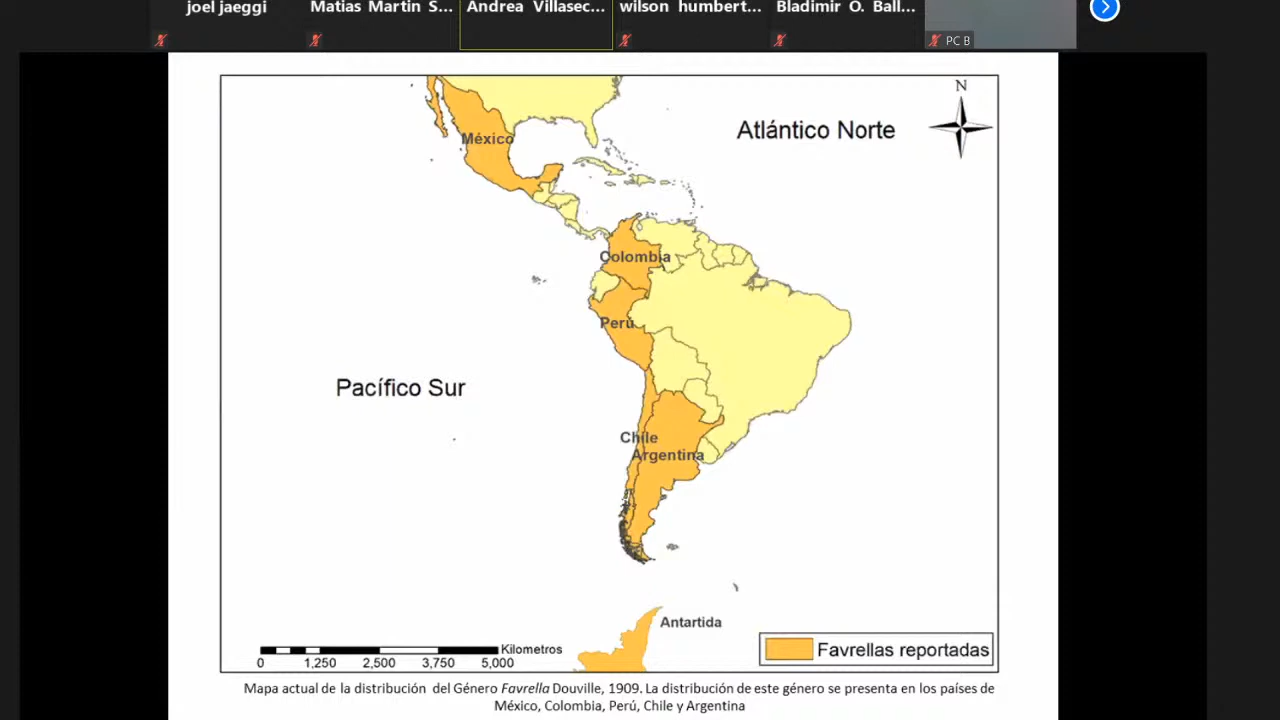 joel jaeggi
Matias Martin S...
Andrea Villasec...
wilson humbert...
Bladimir O. Ball...
PC B
N
Atlántico Norte
México
Colombia
Perú
Pacífico Sur
Chile
Argentina
Antartida
Kilometros
0 1,250 2,500 3,750 5,000
Favrellas reportadas
Mapa actual de la distribución del Género Favrella Douville, 1909. La distribución de este género se presenta en los países de
México, Colombia, Perú, Chile y Argentina